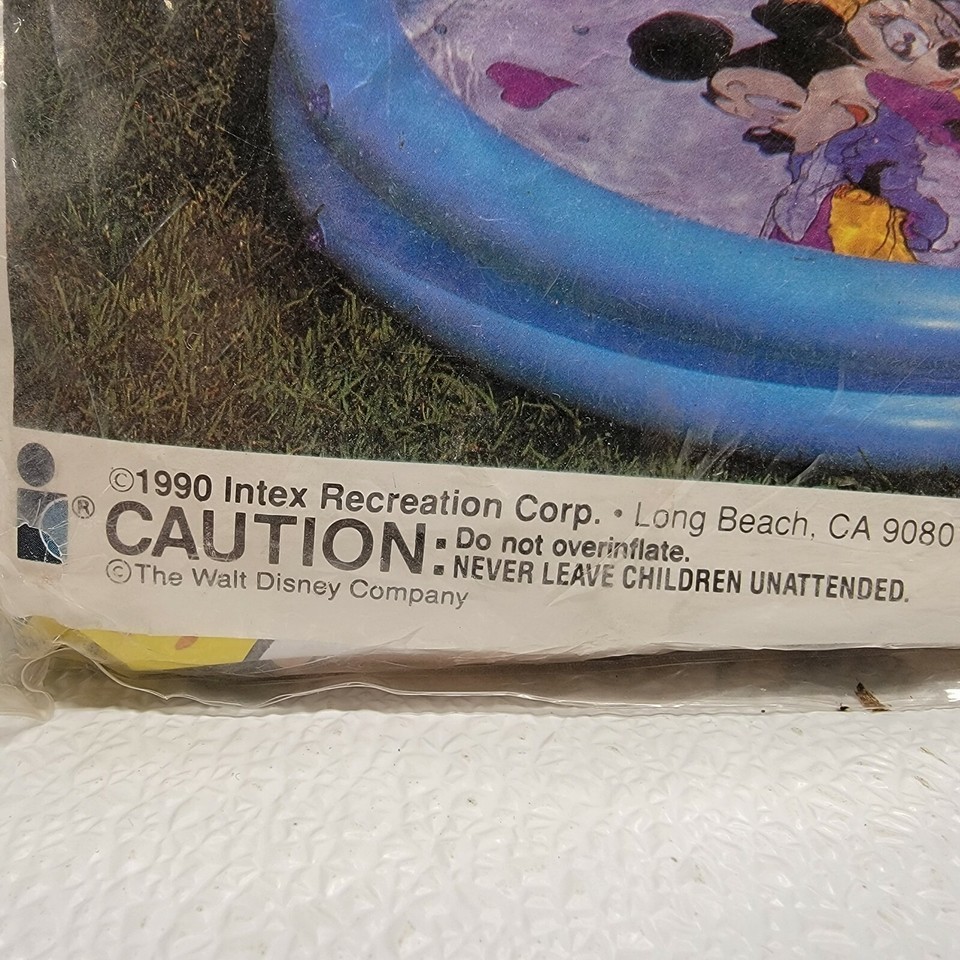 ©1990 Intex Recreation Corp. • Long Beach, CA 9080
® CAUTION: Do not overinflate.
NEVER LEAVE CHILDREN UNATTENDED.
©The Walt Disney Company